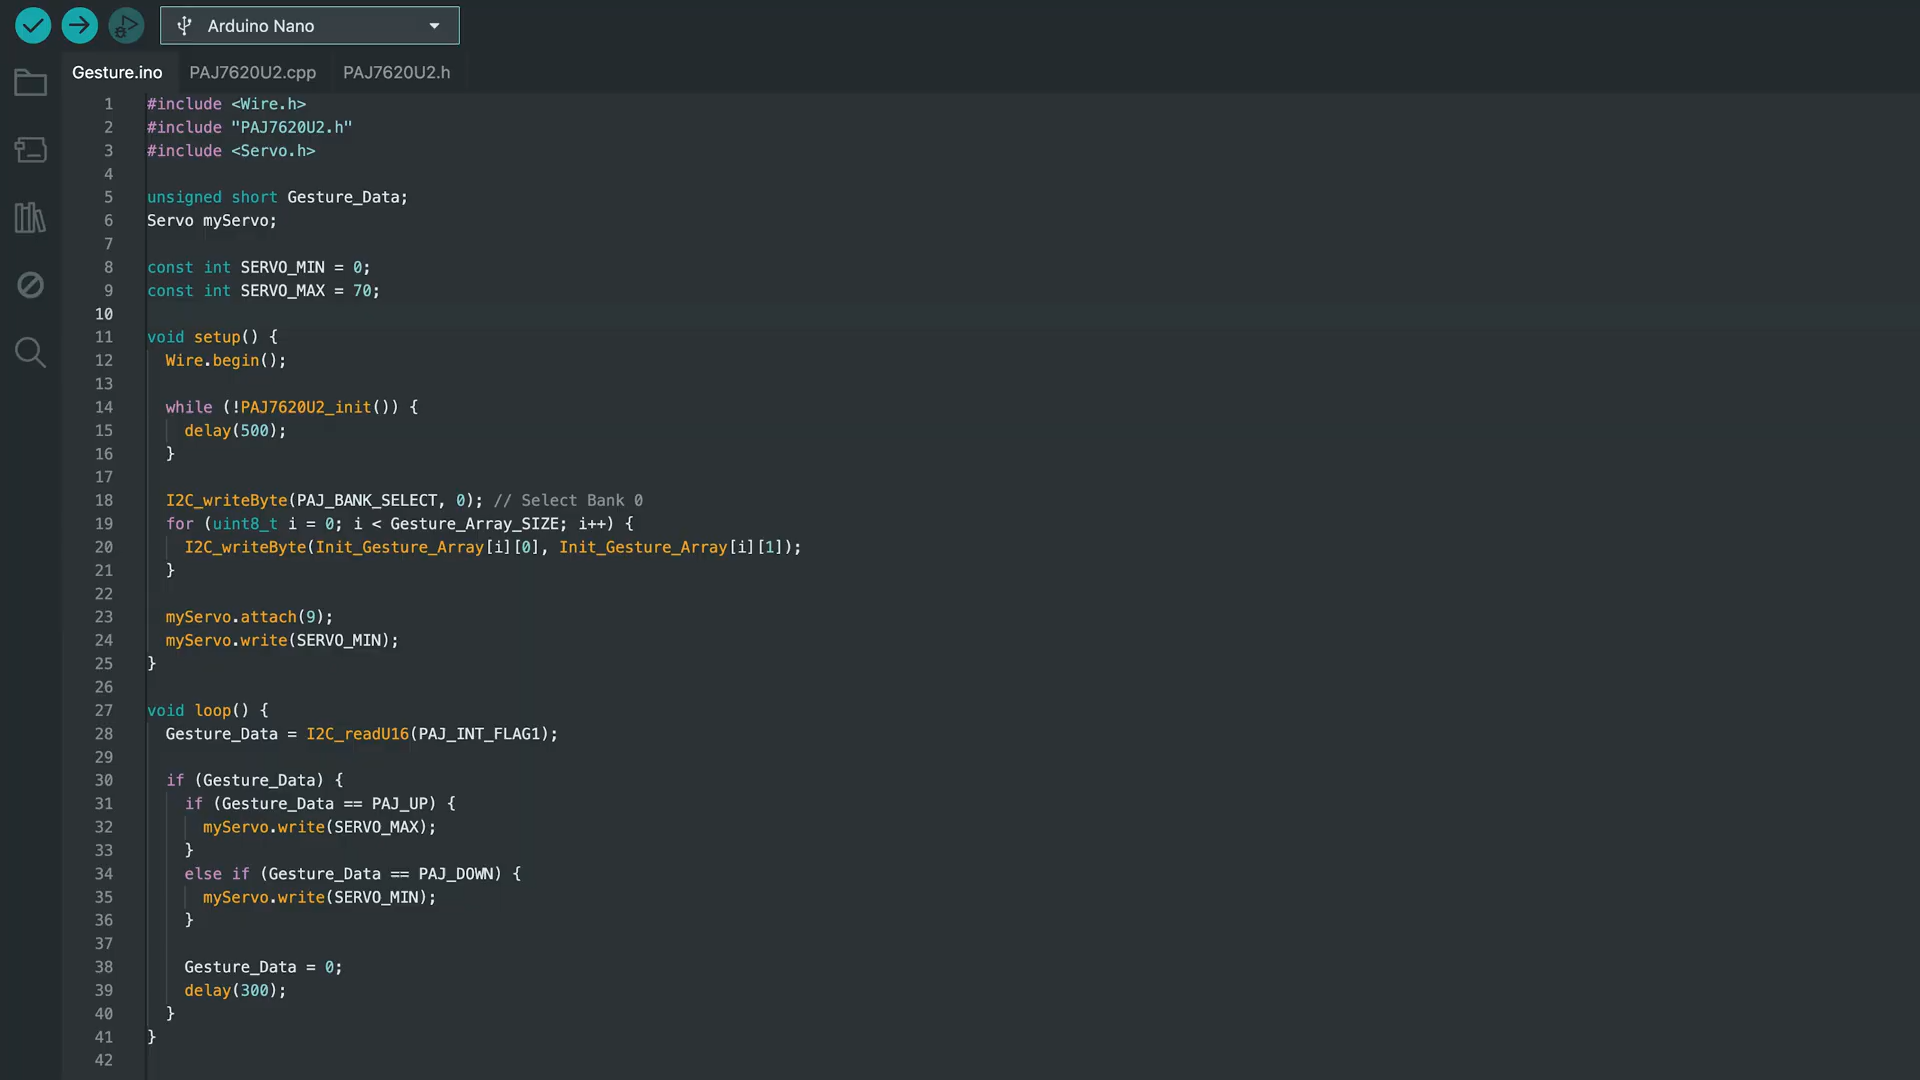 Arduino Nano
Gesture.ino PAJ7620U2.cpp PAJ7620U2.h
1 #include <Wire.h>
2 #include "PAJ7620U2.h"
3 #include <Servo.h>
4
5 unsigned short Gesture_Data;
6 Servo myServo;
7
8 const int SERVO_MIN = 0;
9 const int SERVO_MAX = 70;
10
11 void setup() {
12   Wire.begin();
13
14   while (!PAJ7620U2_init()) {
15     delay(500);
16   }
17
18   I2C_writeByte(PAJ_BANK_SELECT, 0); // Select Bank 0
19   for (uint8_t i = 0; i < Gesture_Array_SIZE; i++) {
20     I2C_writeByte(Init_Gesture_Array[i][0], Init_Gesture_Array[i][1]);
21   }
22
23   myServo.attach(9);
24   myServo.write(SERVO_MIN);
25 }
26
27 void loop() {
28   Gesture_Data = I2C_readU16(PAJ_INT_FLAG1);
29
30   if (Gesture_Data) {
31     if (Gesture_Data == PAJ_UP) {
32       myServo.write(SERVO_MAX);
33     }
34     else if (Gesture_Data == PAJ_DOWN) {
35       myServo.write(SERVO_MIN);
36     }
37
38     Gesture_Data = 0;
39     delay(300);
40   }
41 }
42